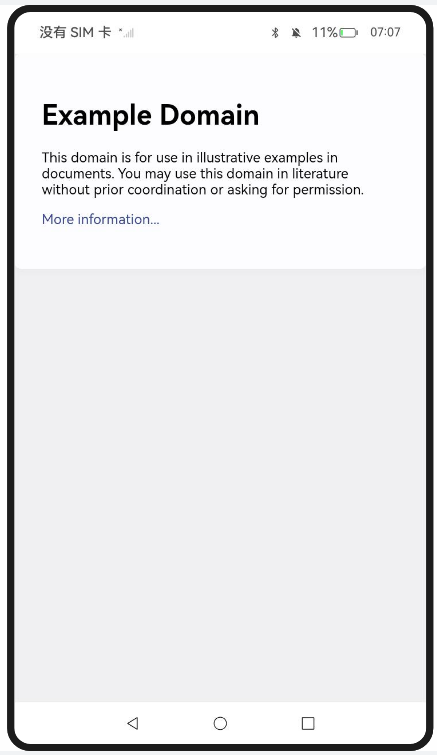 没有 SIM 卡 11% 07:07
Example Domain
This domain is for use in illustrative examples in
documents. You may use this domain in literature
without prior coordination or asking for permission.
More information...